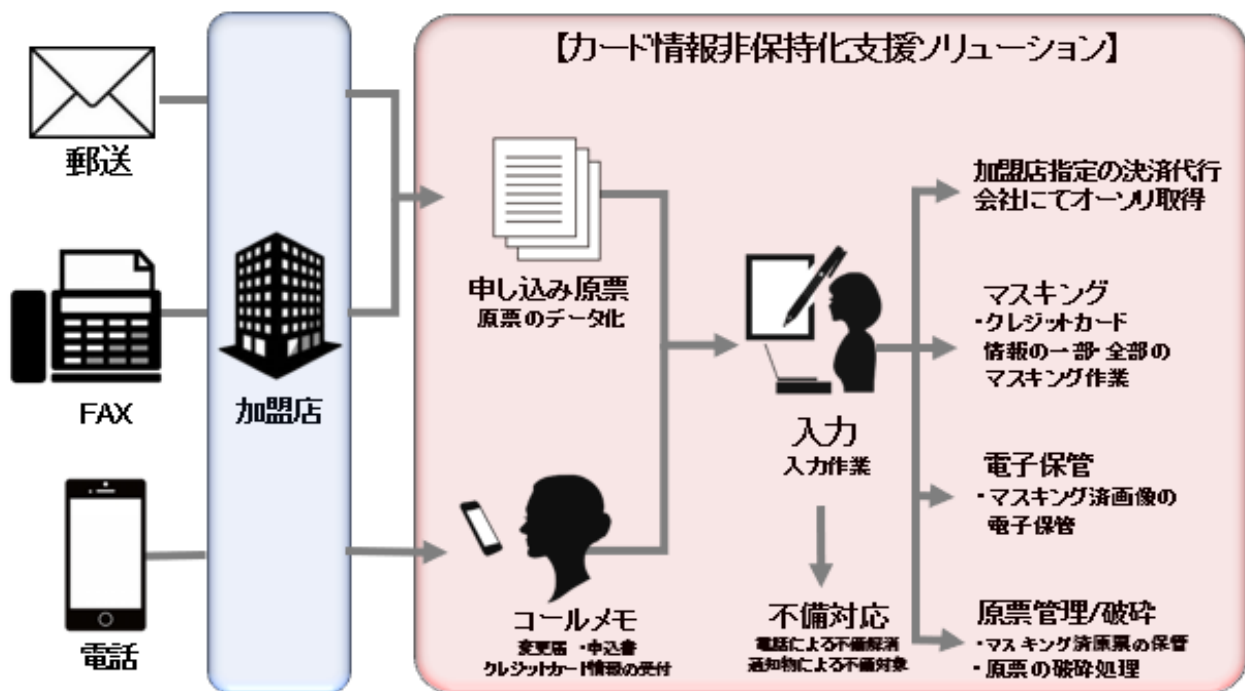 【カード情報非保持化支援ソリューション】
郵送
FAX
電話
加盟店
申し込み原票
原票のデータ化
コールメモ
変更届・申込書
クレジットカード情報の受付
入力
入力作業
不備対応
電話による不備解消
通知物による不備対象
加盟店指定の決済代行
会社にてオーソリ取得
マスキング
・クレジットカード
情報の一部・全部の
マスキング作業
電子保管
・マスキング済画像の
電子保管
原票管理/破砕
・マスキング済原票の保管
・原票の破砕処理